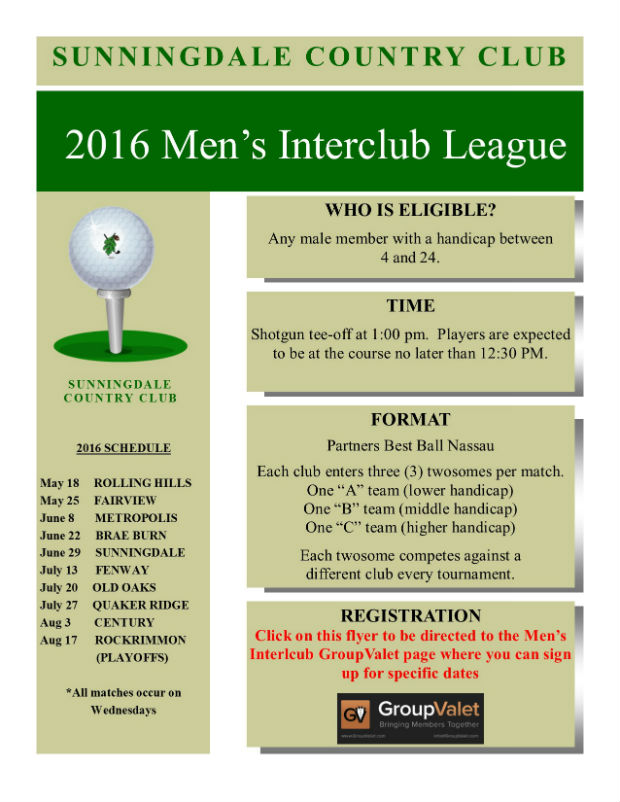 SUNNINGDALE COUNTRY CLUB
2016 Men's Interclub League
SUNNINGDALE
COUNTRY CLUB
2016 SCHEDULE
May 18 ROLLING HILLS
May 25 FAIRVIEW
June 8 METROPOLIS
June 22 BRAE BURN
June 29 SUNNINGDALE
July 13 FENWAY
July 20 OLD OAKS
July 27 QUAKER RIDGE
Aug 3 CENTURY
Aug 17 ROCKRIMMON
(PLAYOFFS)
*All matches occur on
Wednesdays
WHO IS ELIGIBLE?
Any male member with a handicap between
4 and 24.
TIME
Shotgun tee-off at 1:00 pm. Players are expected
to be at the course no later than 12:30 PM.
FORMAT
Partners Best Ball Nassau
Each club enters three (3) twosomes per match.
One “A” team (lower handicap)
One “B” team (middle handicap)
One “C” team (higher handicap)
Each twosome competes against a
different club every tournament.
REGISTRATION
Click on this flyer to be directed to the Men’s
Interlcub GroupValet page where you can sign
up for specific dates
GV GroupValet
Bringing Members Together
www.GroupValet.com info@GroupValet.com